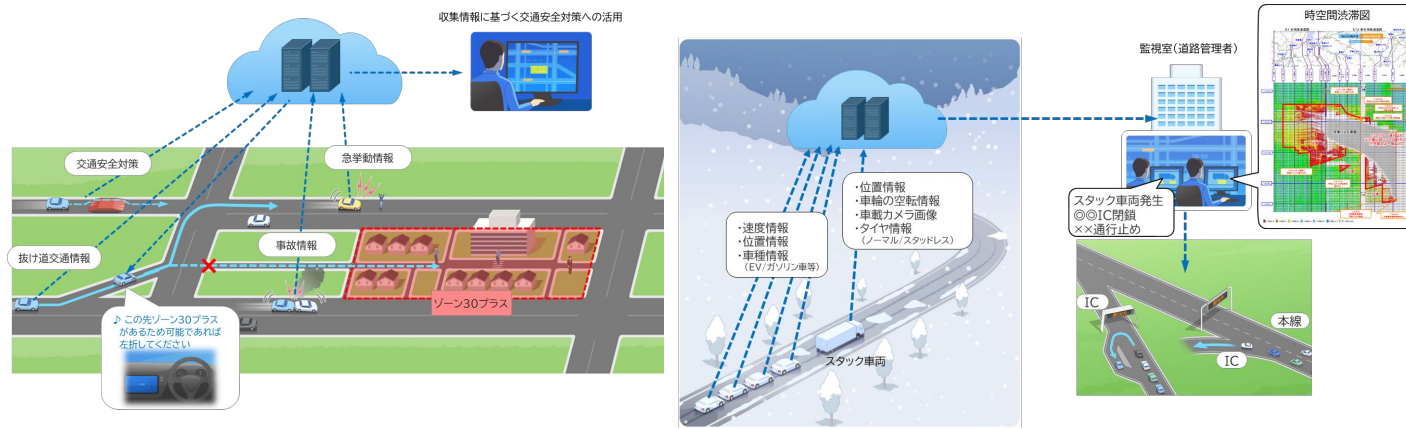 収集情報に基づく交通安全対策への活用
交通安全対策
急挙動情報
抜け道交通情報
事故情報
ゾーン30プラス
♪ この先ゾーン30プラス
があるため可能であれば
左折してください
・速度情報
・位置情報
・車種情報
(EV/ガソリン車等)
・位置情報
・車輪の空転情報
・車載カメラ画像
・タイヤ情報
(ノーマル/スタッドレス)
スタック車両
監視室(道路管理者)
時空間渋滞図
スタック車両発生
◎◎IC閉鎖
××通行止め
IC
本線
IC